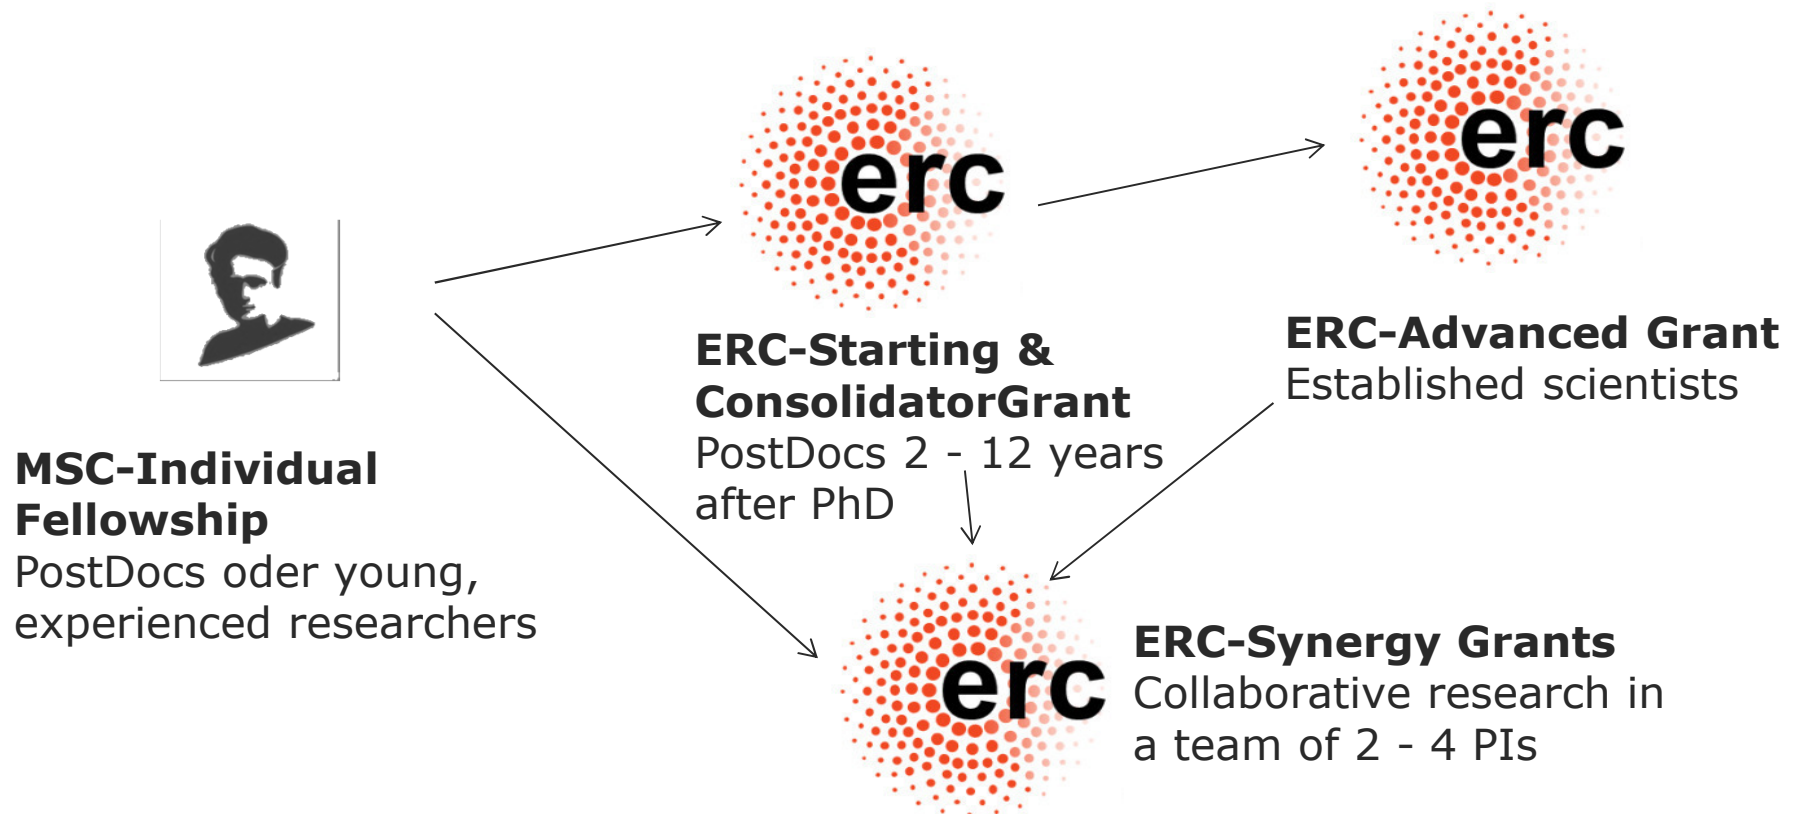 erc
erc
ERC-Starting &
ConsolidatorGrant
PostDocs 2 - 12 years
after PhD
ERC-Advanced Grant
Established scientists
MSC-Individual
Fellowship
PostDocs oder young,
experienced researchers
erc
ERC-Synergy Grants
Collaborative research in
a team of 2 - 4 PIs